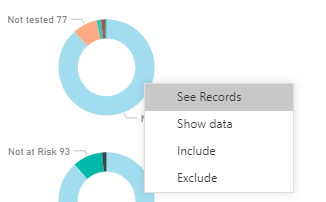 Not tested 77
See Records
Show data
Include
Exclude
Not at Risk 93